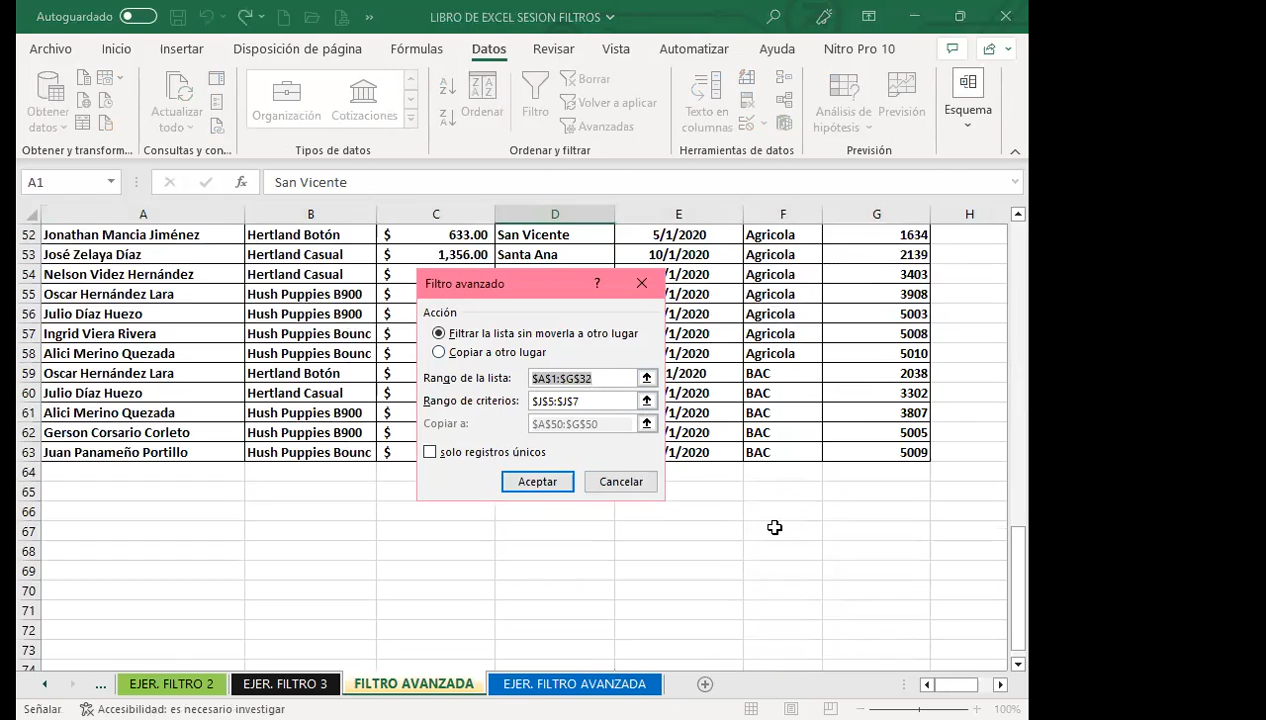 Autoguardado
LIBRO DE EXCEL SESION FILTROS
Archivo Inicio Insertar Disposición de página Fórmulas Datos Revisar Vista Automatizar Ayuda Nitro Pro 10
Obtener datos
Actualizar todo
Organización Cotizaciones
Ordenar
Filtro
Borrar
Volver a aplicar
Avanzadas
Texto en columnas
Análisis de hipótesis
Previsión
Esquema
Obtener y transform... Consultas y con... Tipos de datos Ordenar y filtrar Herramientas de datos Previsión
A1 fx San Vicente
A B C D E F G H
52 Jonathan Mancia Jiménez Hertland Botón $ 633.00 San Vicente 5/1/2020 Agricola 1634
53 José Zelaya Díaz Hertland Casual $ 1,356.00 Santa Ana 10/1/2020 Agricola 2139
54 Nelson Videz Hernández Hertland Casual $ /1/2020 Agricola 3403
55 Oscar Hernández Lara Hush Puppies B900 $ /1/2020 Agricola 3908
56 Julio Díaz Huezo Hush Puppies B900 $ /1/2020 Agricola 5003
57 Ingrid Viera Rivera Hush Puppies Bounc $ /1/2020 Agricola 5008
58 Alici Merino Quezada Hush Puppies Bounc $ /1/2020 Agricola 5010
59 Oscar Hernández Lara Hertland Botón $ /1/2020 BAC 2038
60 Julio Díaz Huezo Hertland Casual $ /1/2020 BAC 3302
61 Alici Merino Quezada Hush Puppies B900 $ /1/2020 BAC 3807
62 Gerson Corsario Corleto Hush Puppies B900 $ /1/2020 BAC 5005
63 Juan Panameño Portillo Hush Puppies Bounc $ /1/2020 BAC 5009
64
65
66
67
68
69
70
71
72
73
74
Filtro avanzado ?
Acción
Filtrar la lista sin moverla a otro lugar
Copiar a otro lugar
Rango de la lista: $A$1:$G$32
Rango de criterios: $J$5:$J$7
Copiar a: $A$50:$G$50
solo registros únicos
Aceptar Cancelar
... EJER. FILTRO 2 EJER. FILTRO 3 FILTRO AVANZADA EJER. FILTRO AVANZADA
Señalar Accesibilidad: es necesario investigar 100%